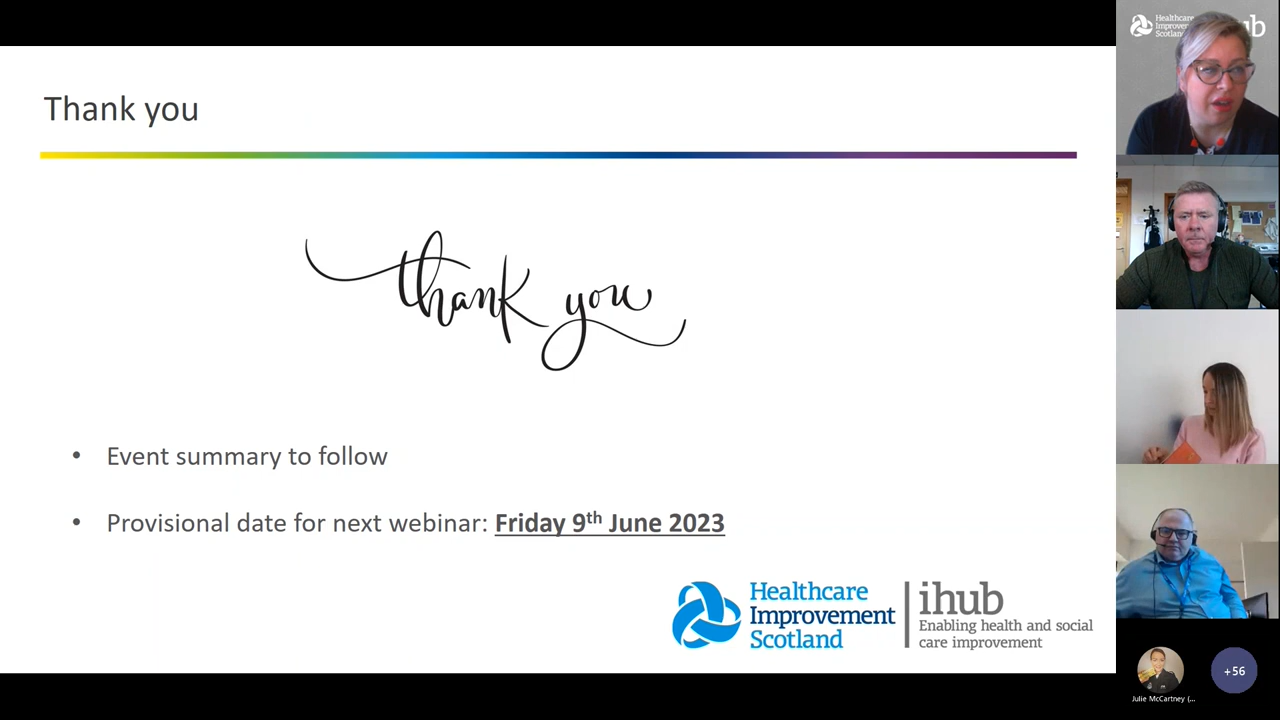 Thank you
thank you
• Event summary to follow
• Provisional date for next webinar: Friday 9th June 2023
Healthcare
Improvement
Scotland
ihub
Enabling health and social
care improvement
Healthcare
Scotland
ub
Julie McCartney (...
+56